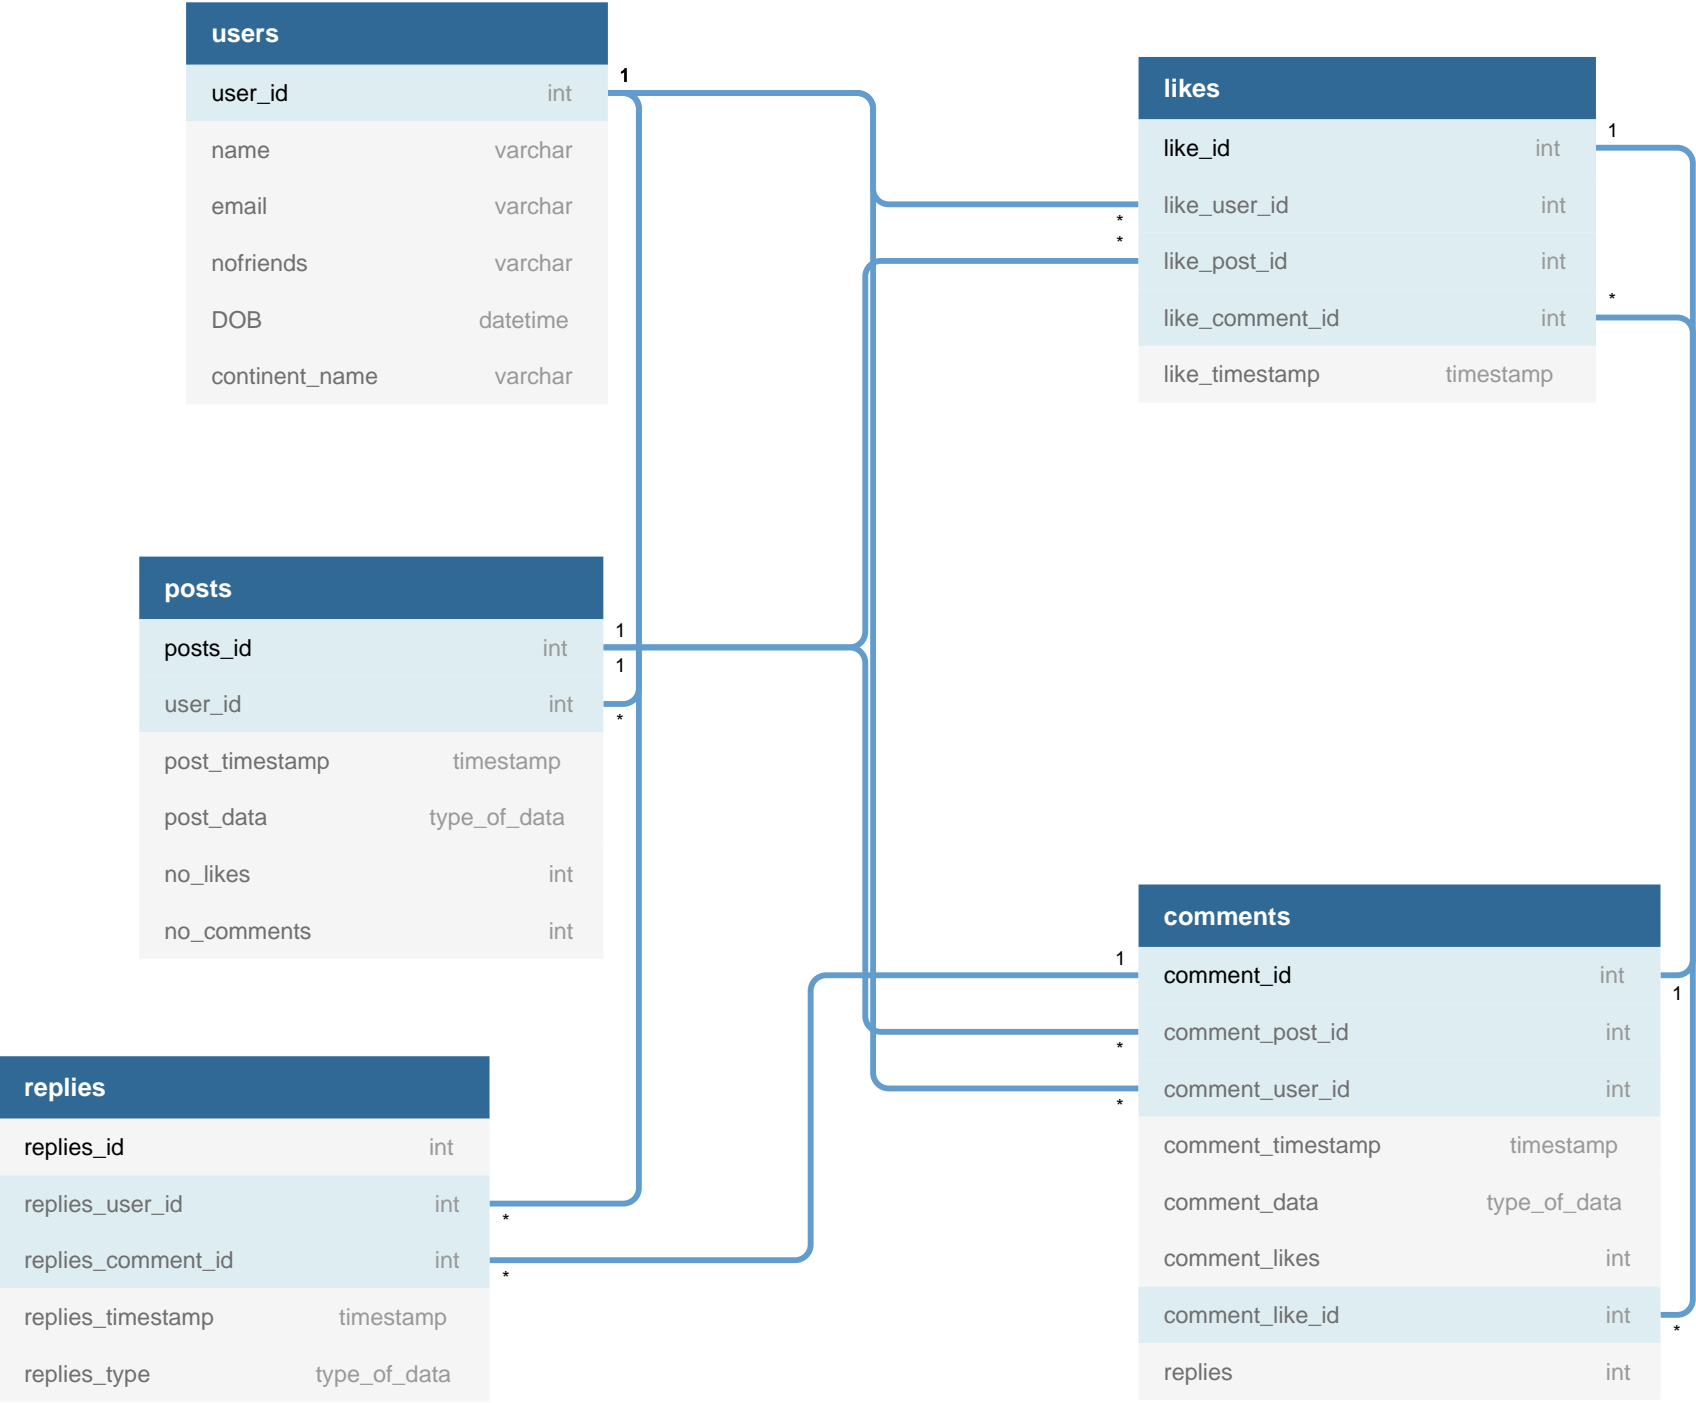 users
user_id int
name varchar
email varchar
nofriends varchar
DOB datetime
continent_name varchar
1
likes
like_id int
like_user_id int
like_post_id int
like_comment_id int
like_timestamp timestamp
1
*
*
*
posts
posts_id int
user_id int
post_timestamp timestamp
post_data type_of_data
no_likes int
no_comments int
1
1
*
comments
comment_id int
comment_post_id int
comment_user_id int
comment_timestamp timestamp
comment_data type_of_data
comment_likes int
comment_like_id int
replies int
1
1
*
*
*
replies
replies_id int
replies_user_id int
replies_comment_id int
replies_timestamp timestamp
replies_type type_of_data
*
*